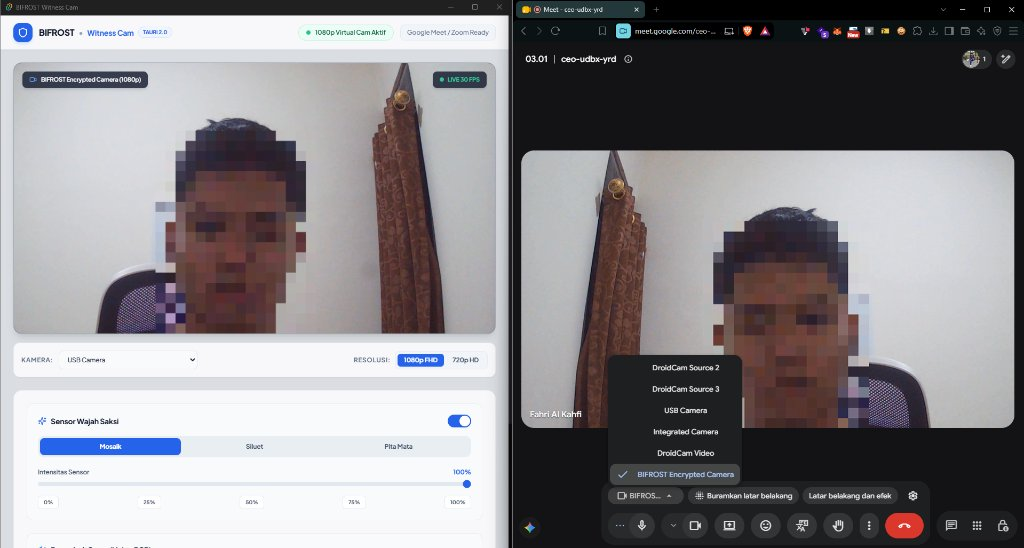 BIFROST Witness Cam
BIFROST • Witness Cam TAURI 2.0
1080p Virtual Cam Aktif
Google Meet / Zoom Ready
BIFROST Encrypted Camera (1080p)
LIVE 30 FPS
KAMERA: USB Camera
RESOLUSI: 1080p FHD 720p HD
Sensor Wajah Saksi
Mosaik Siluet Pita Mata
Intensitas Sensor 100%
0% 25% 50% 75% 100%
Meet - ceo-udbx-yrd
meet.google.com/ceo-...
New
03.01 | ceo-udbx-yrd
1
Fahri Al Kahfi
DroidCam Source 2
DroidCam Source 3
USB Camera
Integrated Camera
DroidCam Video
BIFROST Encrypted Camera
BIFROS...
Buramkan latar belakang
Latar belakang dan efek